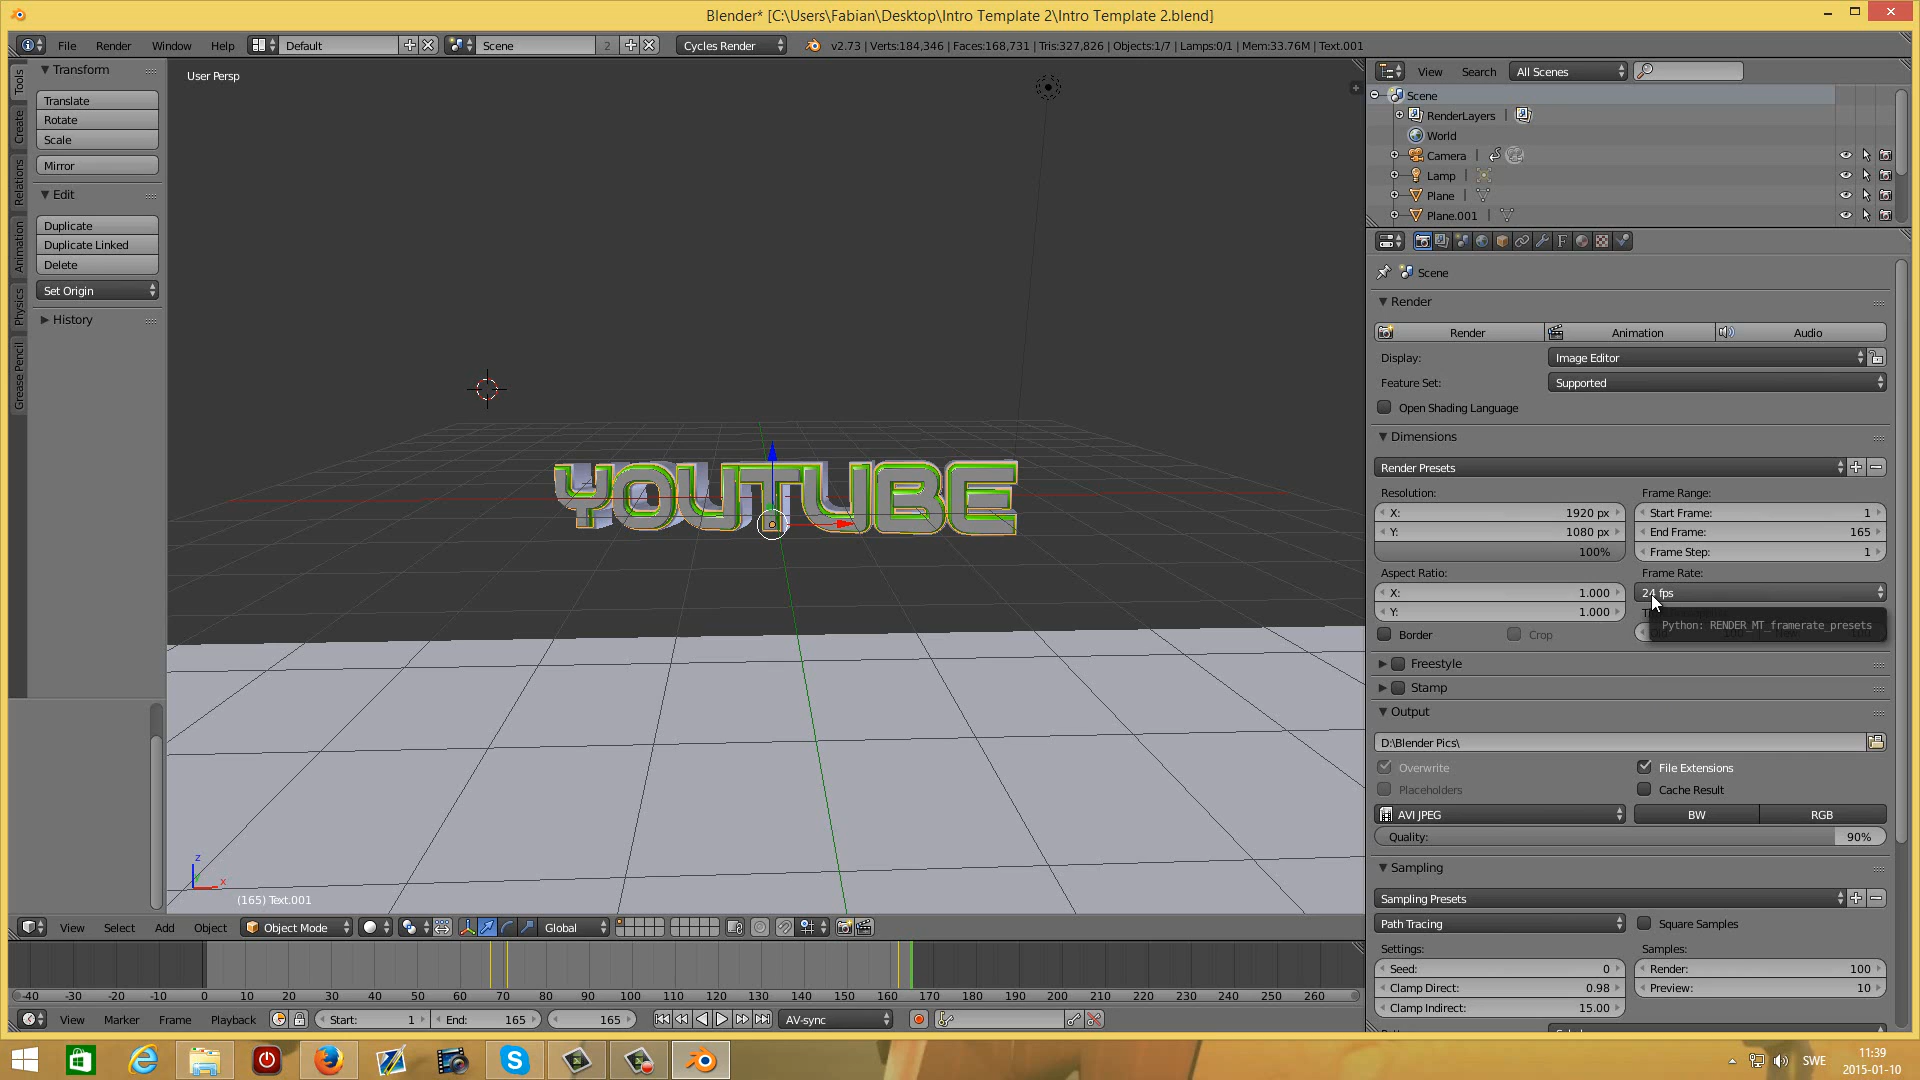 Blender* [C:\Users\Fabian\Desktop\Intro Template 2\Intro Template 2.blend]
File Render Window Help Default Scene 2 Cycles Render v2.73 | Verts:184,346 | Faces:168,731 | Tris:327,826 | Objects:1/7 | Lamps:0/1 | Mem:33.76M | Text.001
Tools
Create
Relations
Animation
Physics
Grease Pencil
Transform
Translate
Rotate
Scale
Mirror
Edit
Duplicate
Duplicate Linked
Delete
Set Origin
History
User Persp
YOUTUBE
z
x
(165) Text.001
View Select Add Object Object Mode Global
-40 -30 -20 -10 0 10 20 30 40 50 60 70 80 90 100 110 120 130 140 150 160 170 180 190 200 210 220 230 240 250 260
View Marker Frame Playback Start: 1 End: 165 165 AV-sync
View Search All Scenes
Scene
RenderLayers
World
Camera
Lamp
Plane
Plane.001
F
Scene
Render
Render Animation Audio
Display: Image Editor
Feature Set: Supported
Open Shading Language
Dimensions
Render Presets
Resolution: Frame Range:
X: 1920 px Start Frame: 1
Y: 1080 px End Frame: 165
100% Frame Step: 1
Aspect Ratio: Frame Rate:
X: 1.000 24 fps
Y: 1.000
Python: RENDER_MT_framerate_presets
Border Crop
Freestyle
Stamp
Output
D:\Blender Pics\
Overwrite File Extensions
Placeholders Cache Result
AVI JPEG BW RGB
Quality: 90%
Sampling
Sampling Presets
Path Tracing Square Samples
Settings: Samples:
Seed: 0 Render: 100
Clamp Direct: 0.98 Preview: 10
Clamp Indirect: 15.00
SWE
11:39
2015-01-10